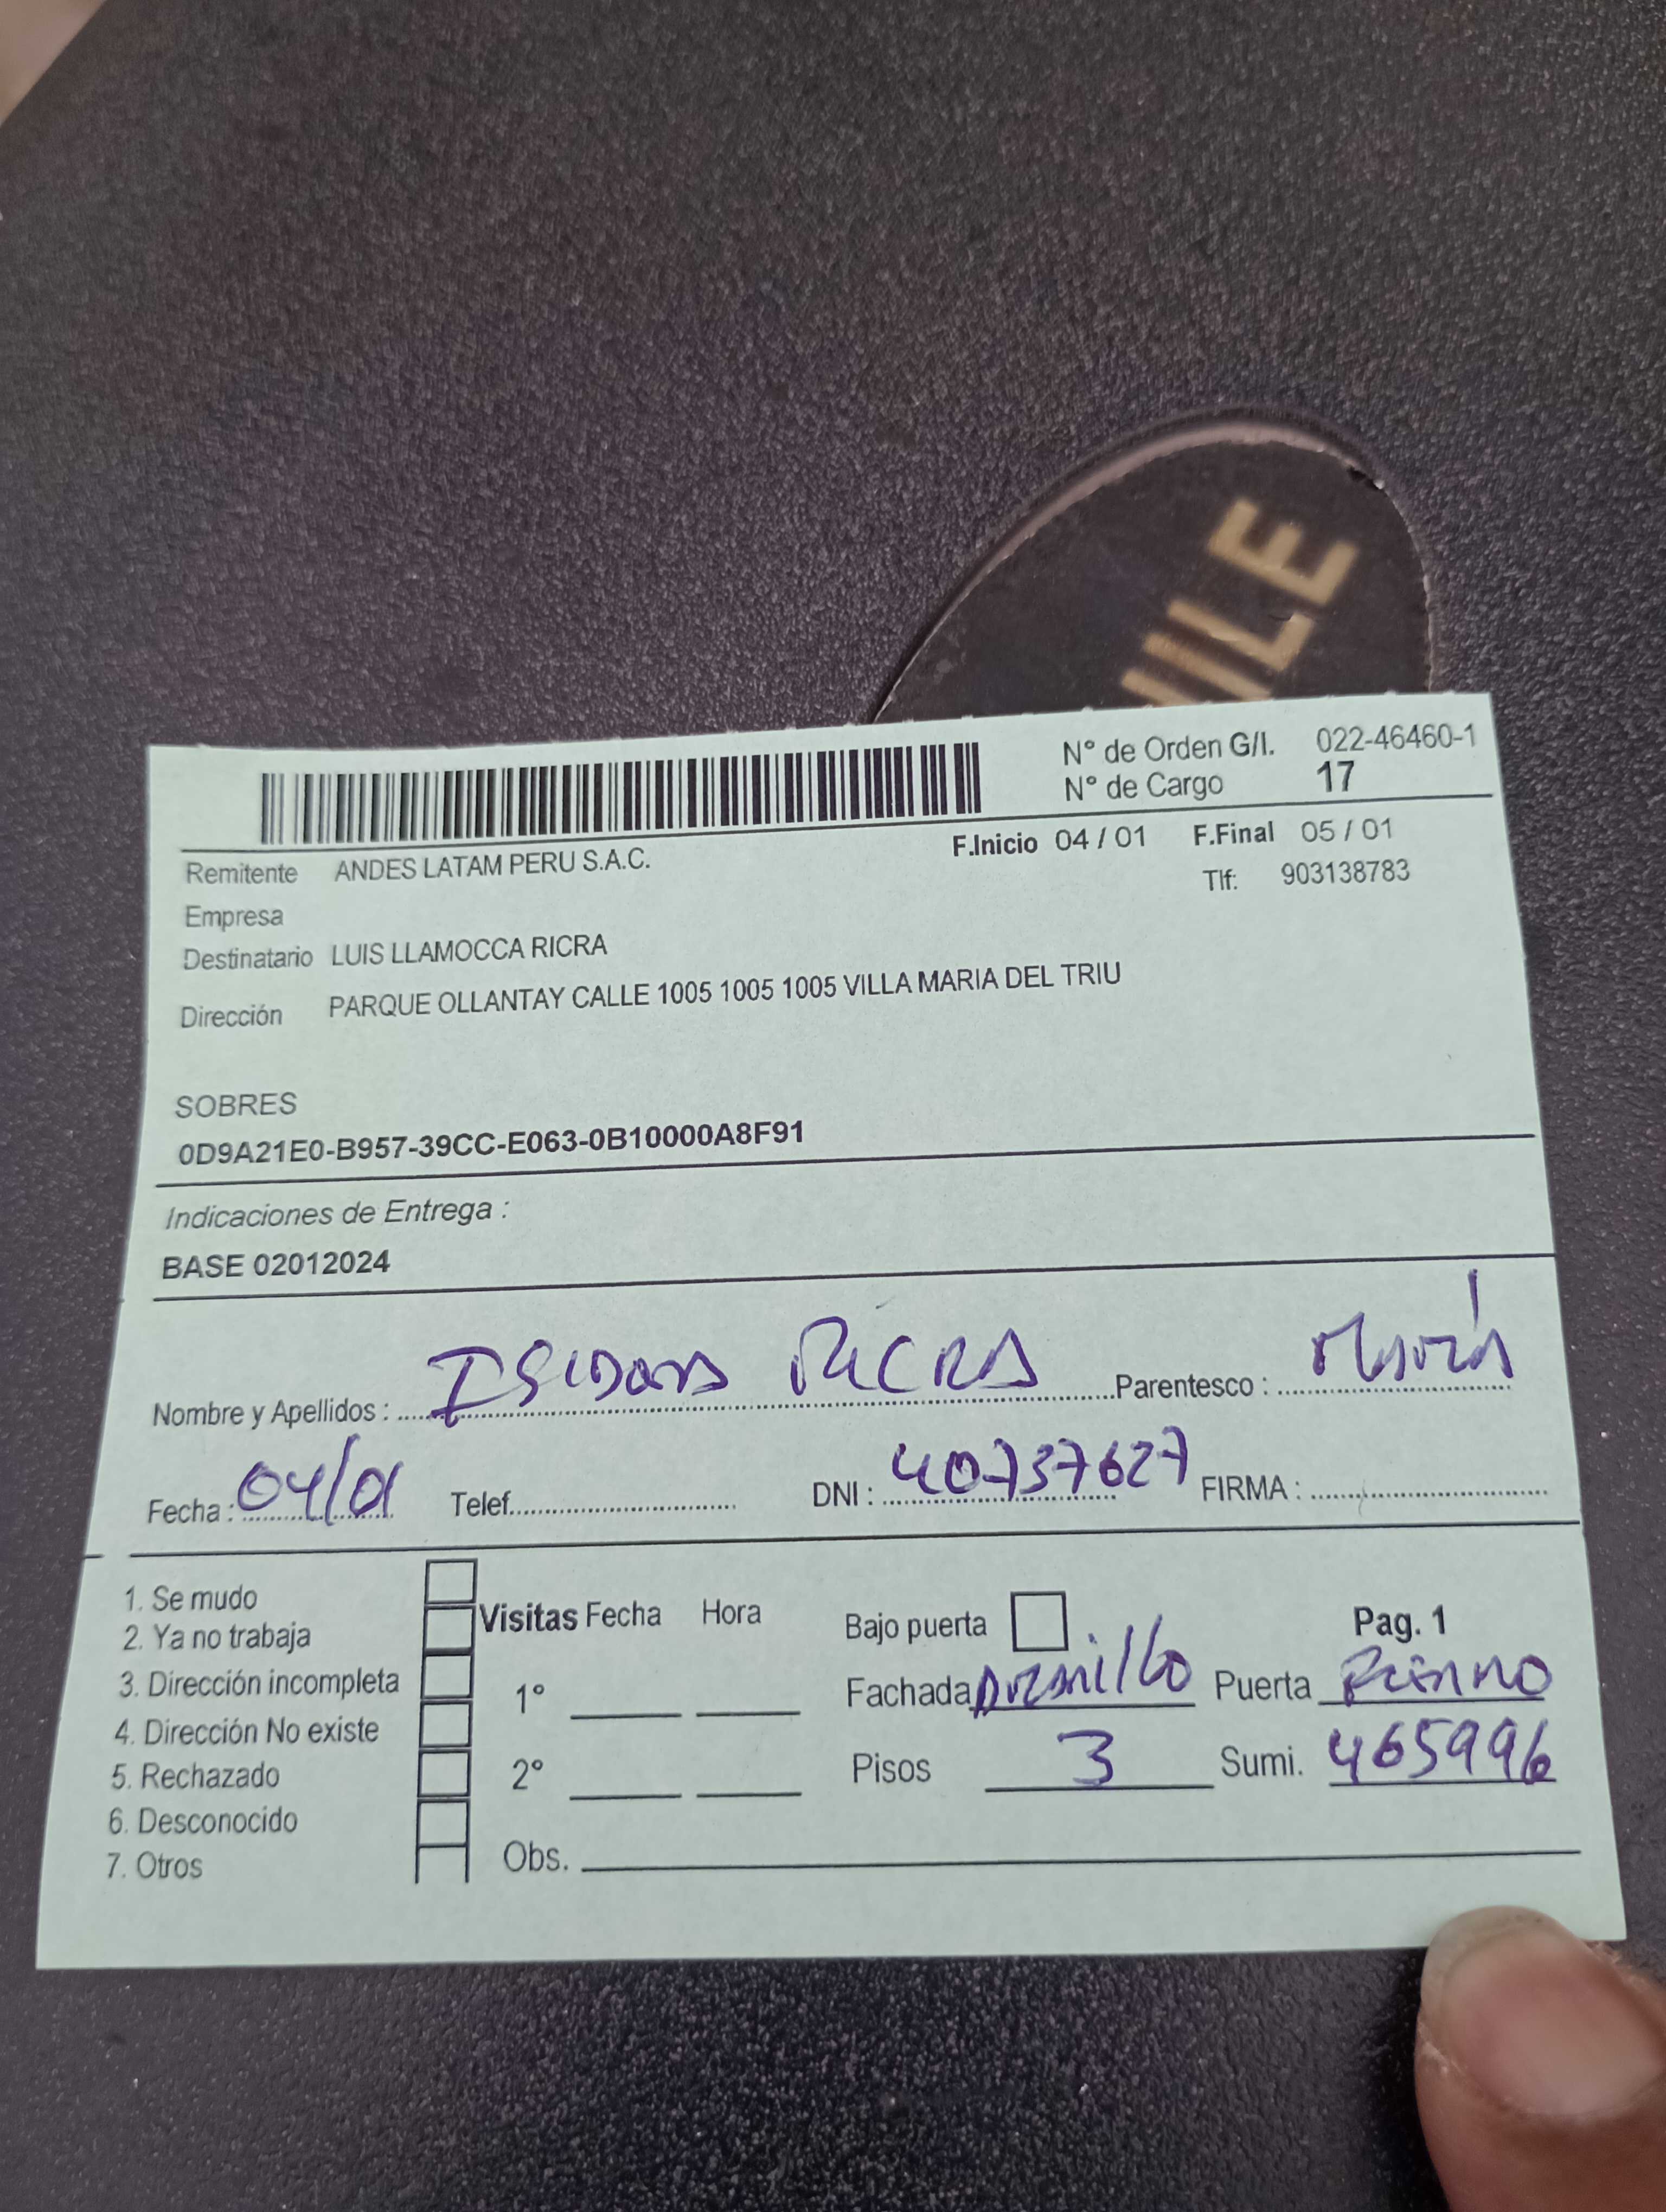 ILE
N° de Orden G/I. 022-46460-1
N° de Cargo 17
F.Inicio 04 / 01 F.Final 05 / 01
Remitente ANDES LATAM PERU S.A.C.
Tlf: 903138783
Empresa
Destinatario LUIS LLAMOCCA RICRA
Dirección PARQUE OLLANTAY CALLE 1005 1005 1005 VILLA MARIA DEL TRIU
SOBRES
0D9A21E0-B957-39CC-E063-0B10000A8F91
Indicaciones de Entrega :
BASE 02012024
Nombre y Apellidos : ISIDORA RICRA Parentesco :
Fecha : 04/01 Telef. DNI : 40737627 FIRMA :
1. Se mudo
2. Ya no trabaja
3. Dirección incompleta
4. Dirección No existe
5. Rechazado
6. Desconocido
7. Otros
Visitas Fecha Hora
1°
2°
Obs.
Bajo puerta Pag. 1
Fachada Puerta
Pisos 3 Sumi. 465996